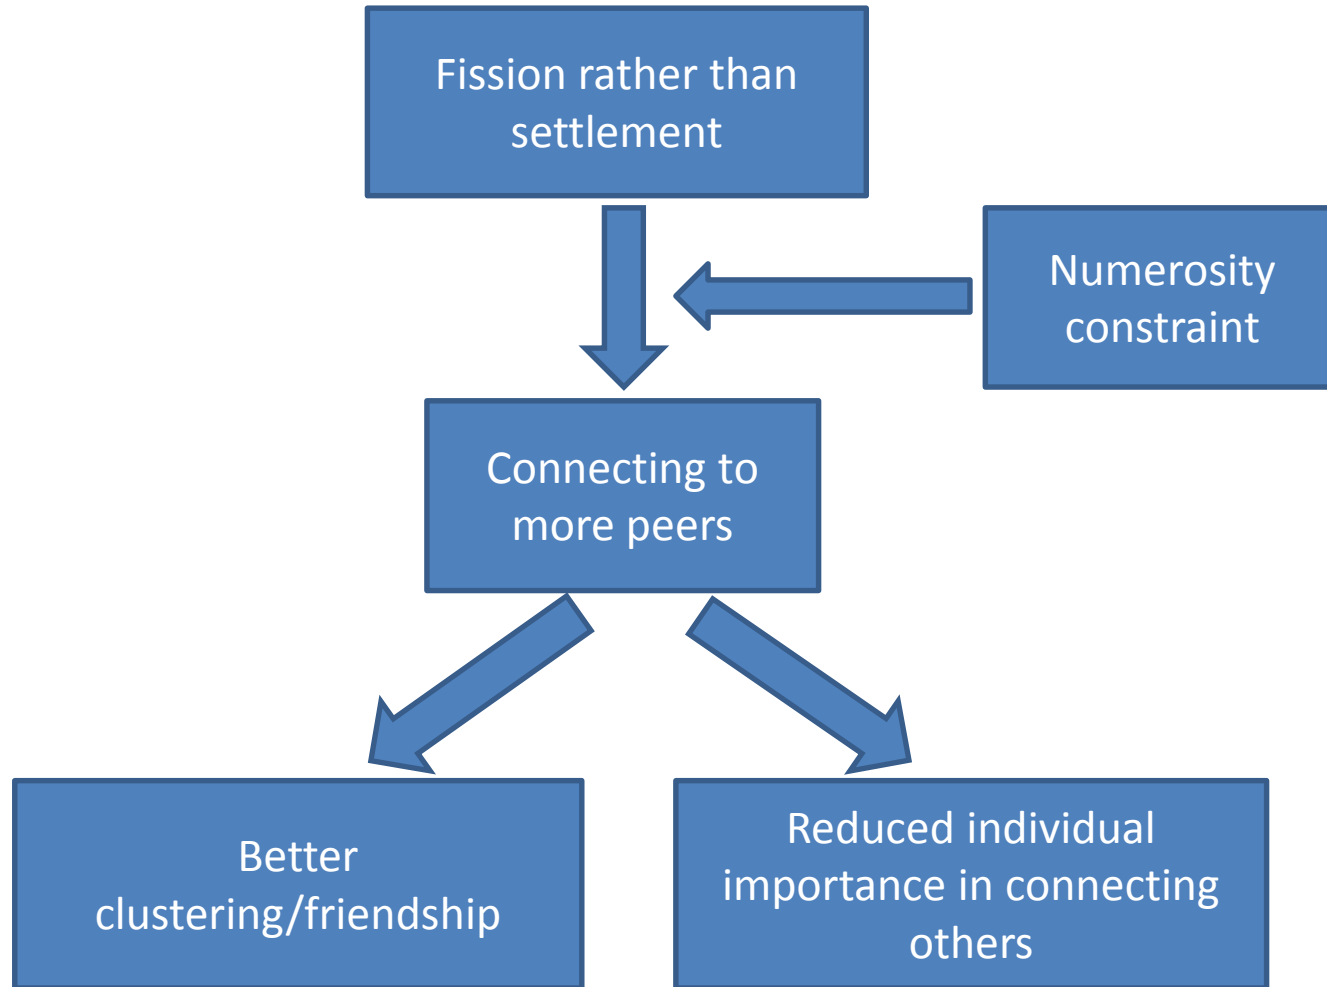 Fission rather than
settlement
Numerosity
constraint
Connecting to
more peers
Better
clustering/friendship
Reduced individual
importance in connecting
others